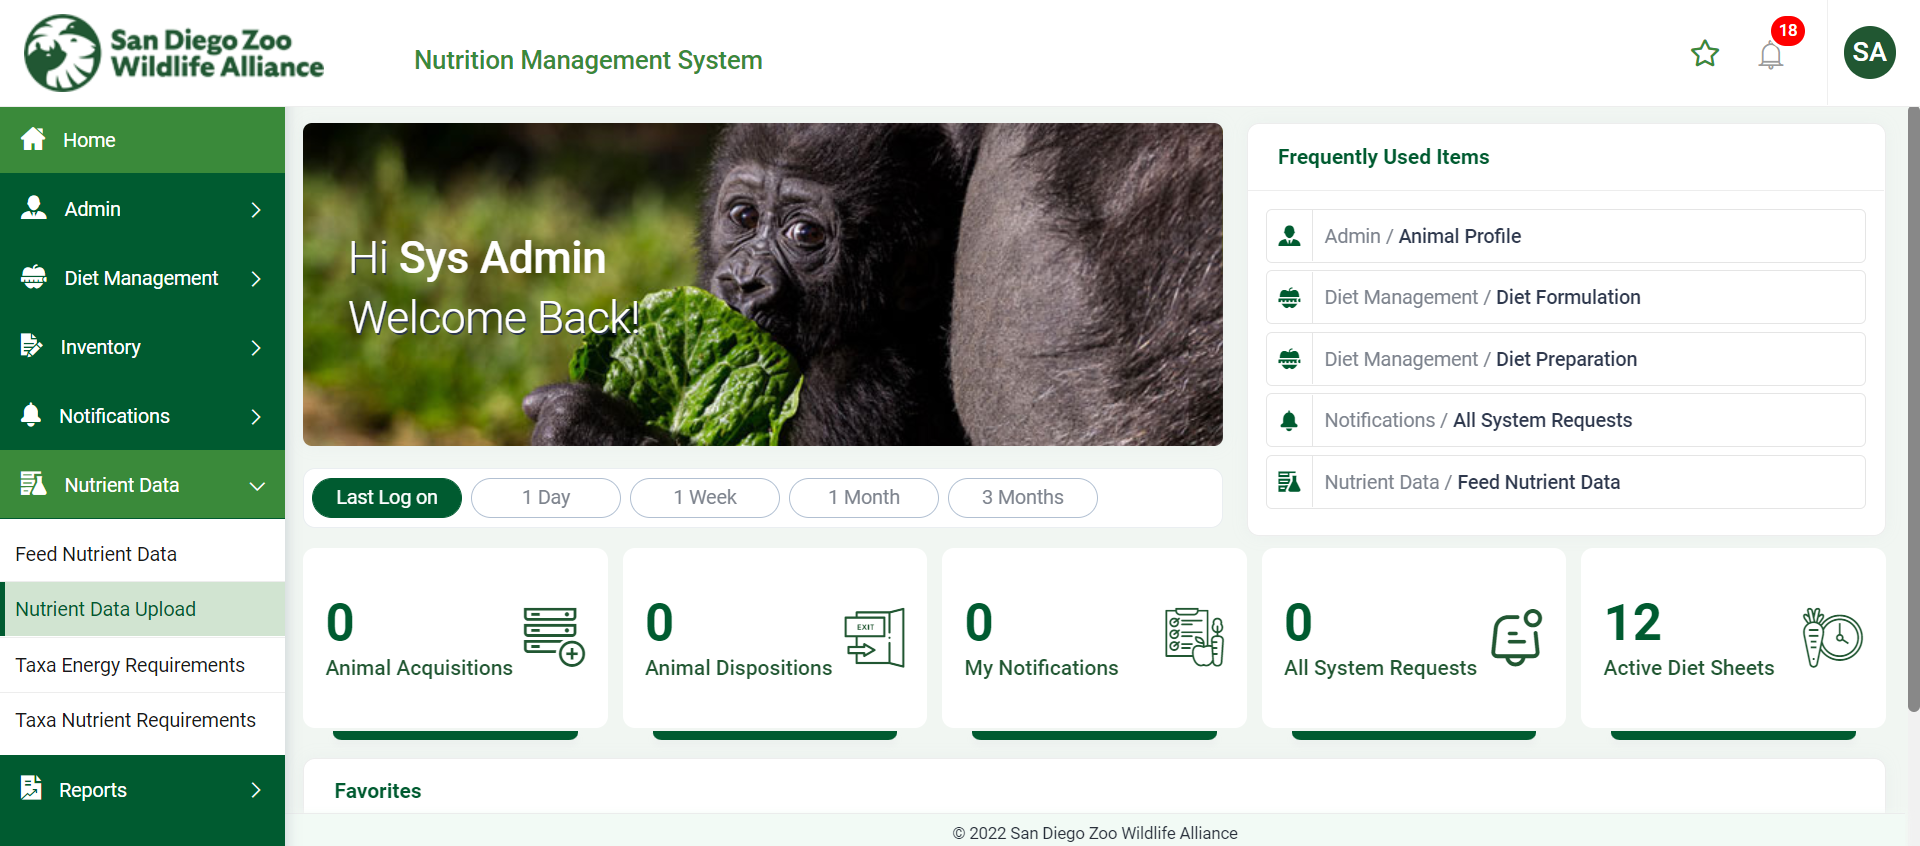 San Diego Zoo
Wildlife Alliance
Nutrition Management System
18
SA
Home
Admin
Diet Management
Inventory
Notifications
Nutrient Data
Feed Nutrient Data
Nutrient Data Upload
Taxa Energy Requirements
Taxa Nutrient Requirements
Reports
Hi Sys Admin
Welcome Back!
Frequently Used Items
Admin / Animal Profile
Diet Management / Diet Formulation
Diet Management / Diet Preparation
Notifications / All System Requests
Nutrient Data / Feed Nutrient Data
Last Log on
1 Day
1 Week
1 Month
3 Months
0
Animal Acquisitions
0
Animal Dispositions
EXIT
0
My Notifications
0
All System Requests
12
Active Diet Sheets
Favorites
© 2022 San Diego Zoo Wildlife Alliance